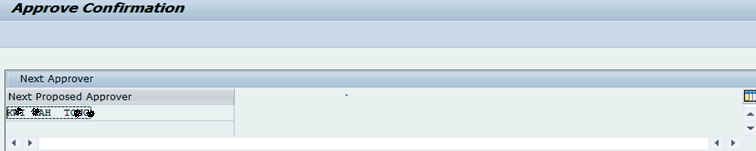 Approve Confirmation
Next Approver
Next Proposed Approver